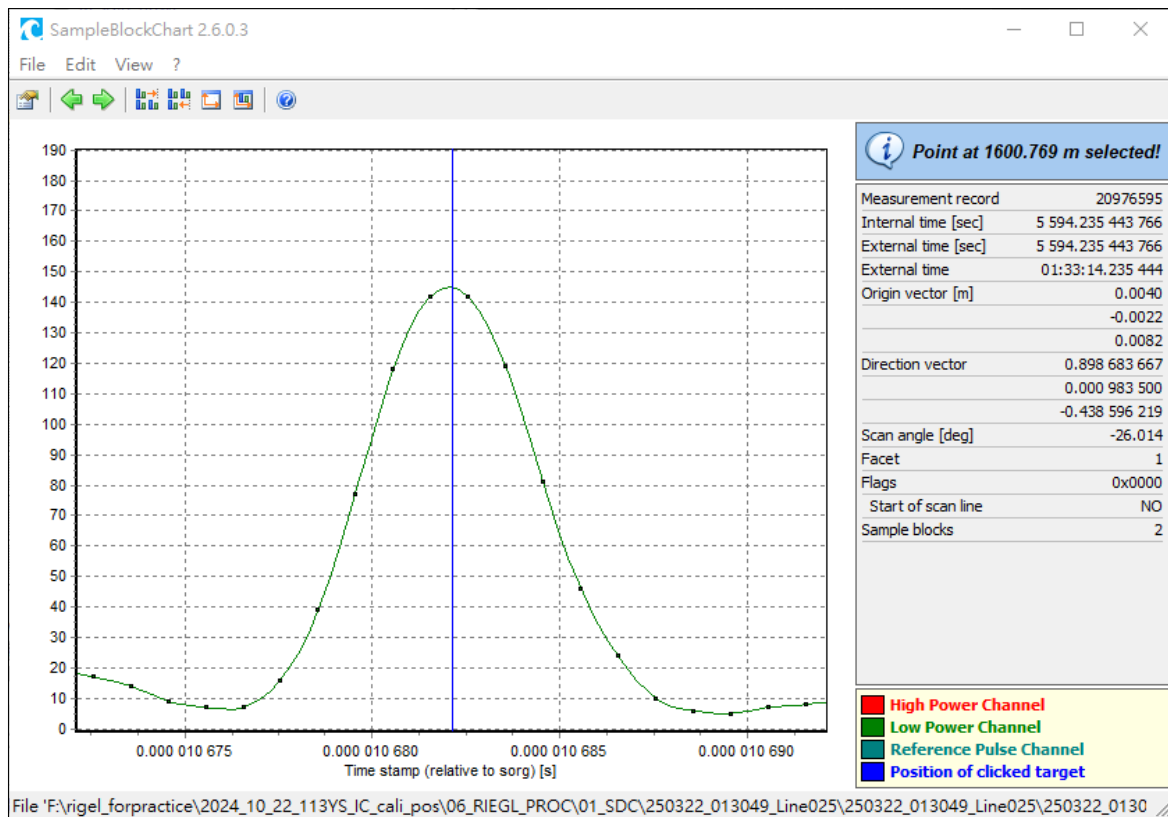 SampleBlockChart 2.6.0.3
File Edit View ?
Point at 1600.769 m selected!
190
180
170
160
150
140
130
120
110
100
90
80
70
60
50
40
30
20
10
0
0.000 010 675 0.000 010 680 0.000 010 685 0.000 010 690
Time stamp (relative to sorg) [s]
Measurement record 20976595
Internal time [sec] 5 594.235 443 766
External time [sec] 5 594.235 443 766
External time 01:33:14.235 444
Origin vector [m] 0.0040
-0.0022
0.0082
Direction vector 0.898 683 667
0.000 983 500
-0.438 596 219
Scan angle [deg] -26.014
Facet 1
Flags 0x0000
Start of scan line NO
Sample blocks 2
High Power Channel
Low Power Channel
Reference Pulse Channel
Position of clicked target
File 'F:\rigel_forpractice\2024_10_22_113YS_IC_cali_pos\06_RIEGL_PROC\01_SDC\250322_013049_Line025\250322_013049_Line025\250322_0130